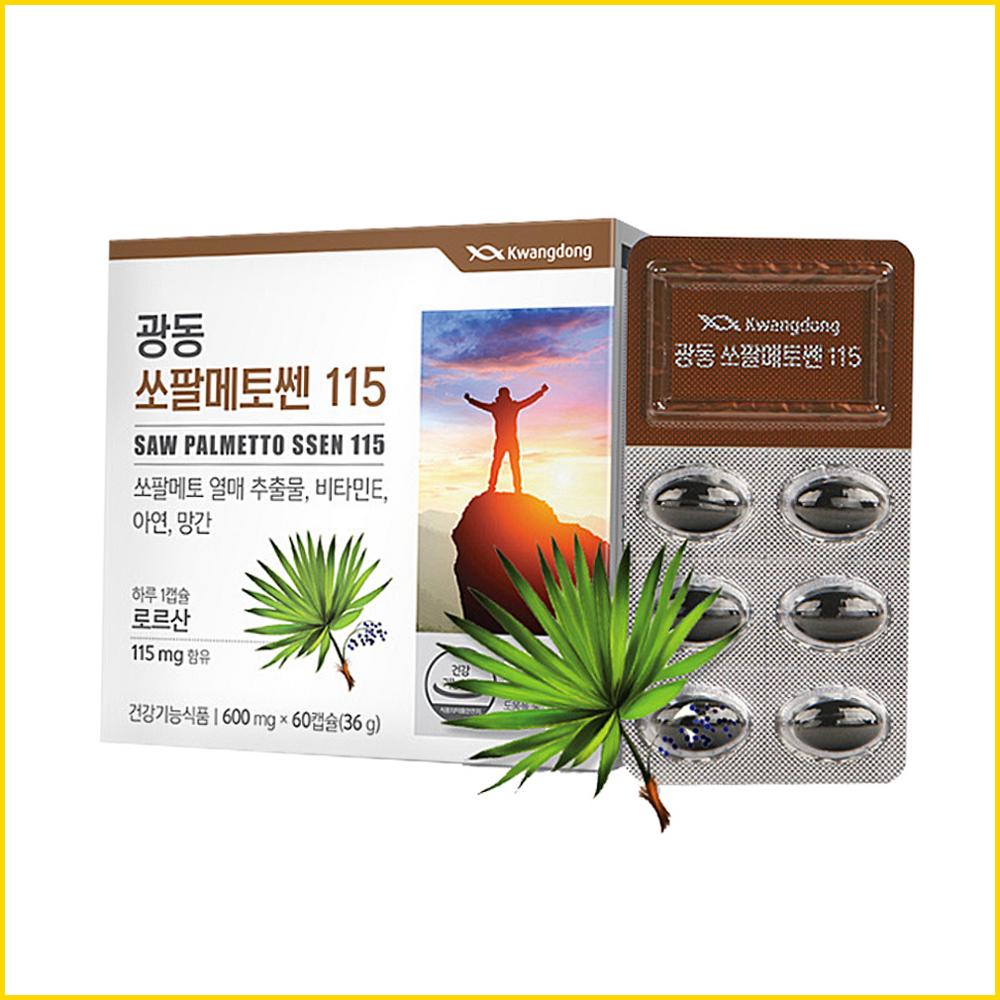 Kwangdong
광동
쏘팔메토쎈 115
SAW PALMETTO SSEN 115
쏘팔메토 열매 추출물, 비타민E,
아연, 망간
하루 1캡슐
로르산
115 mg 함유
건강기능식품 | 600 mg × 60캡슐(36 g)
건강
Kwangdong
광동 쏘팔메토쎈 115